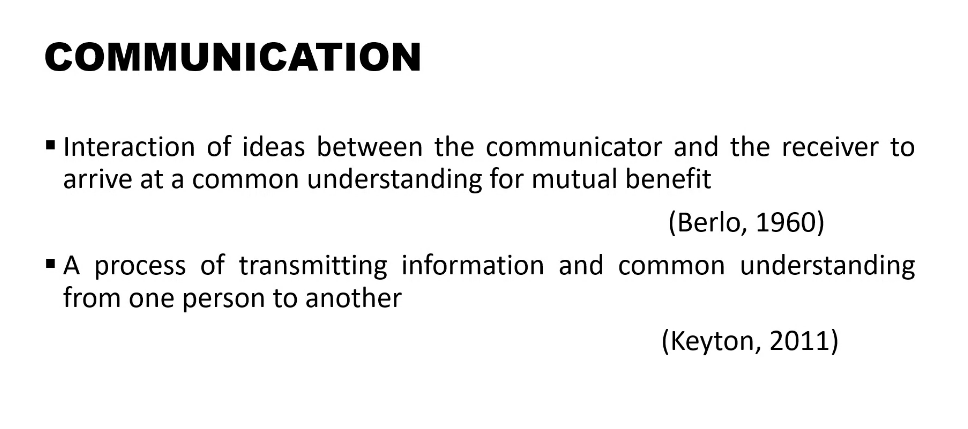 COMMUNICATION
▪ Interaction of ideas between the communicator and the receiver to
arrive at a common understanding for mutual benefit
(Berlo, 1960)
▪ A process of transmitting information and common understanding
from one person to another
(Keyton, 2011)